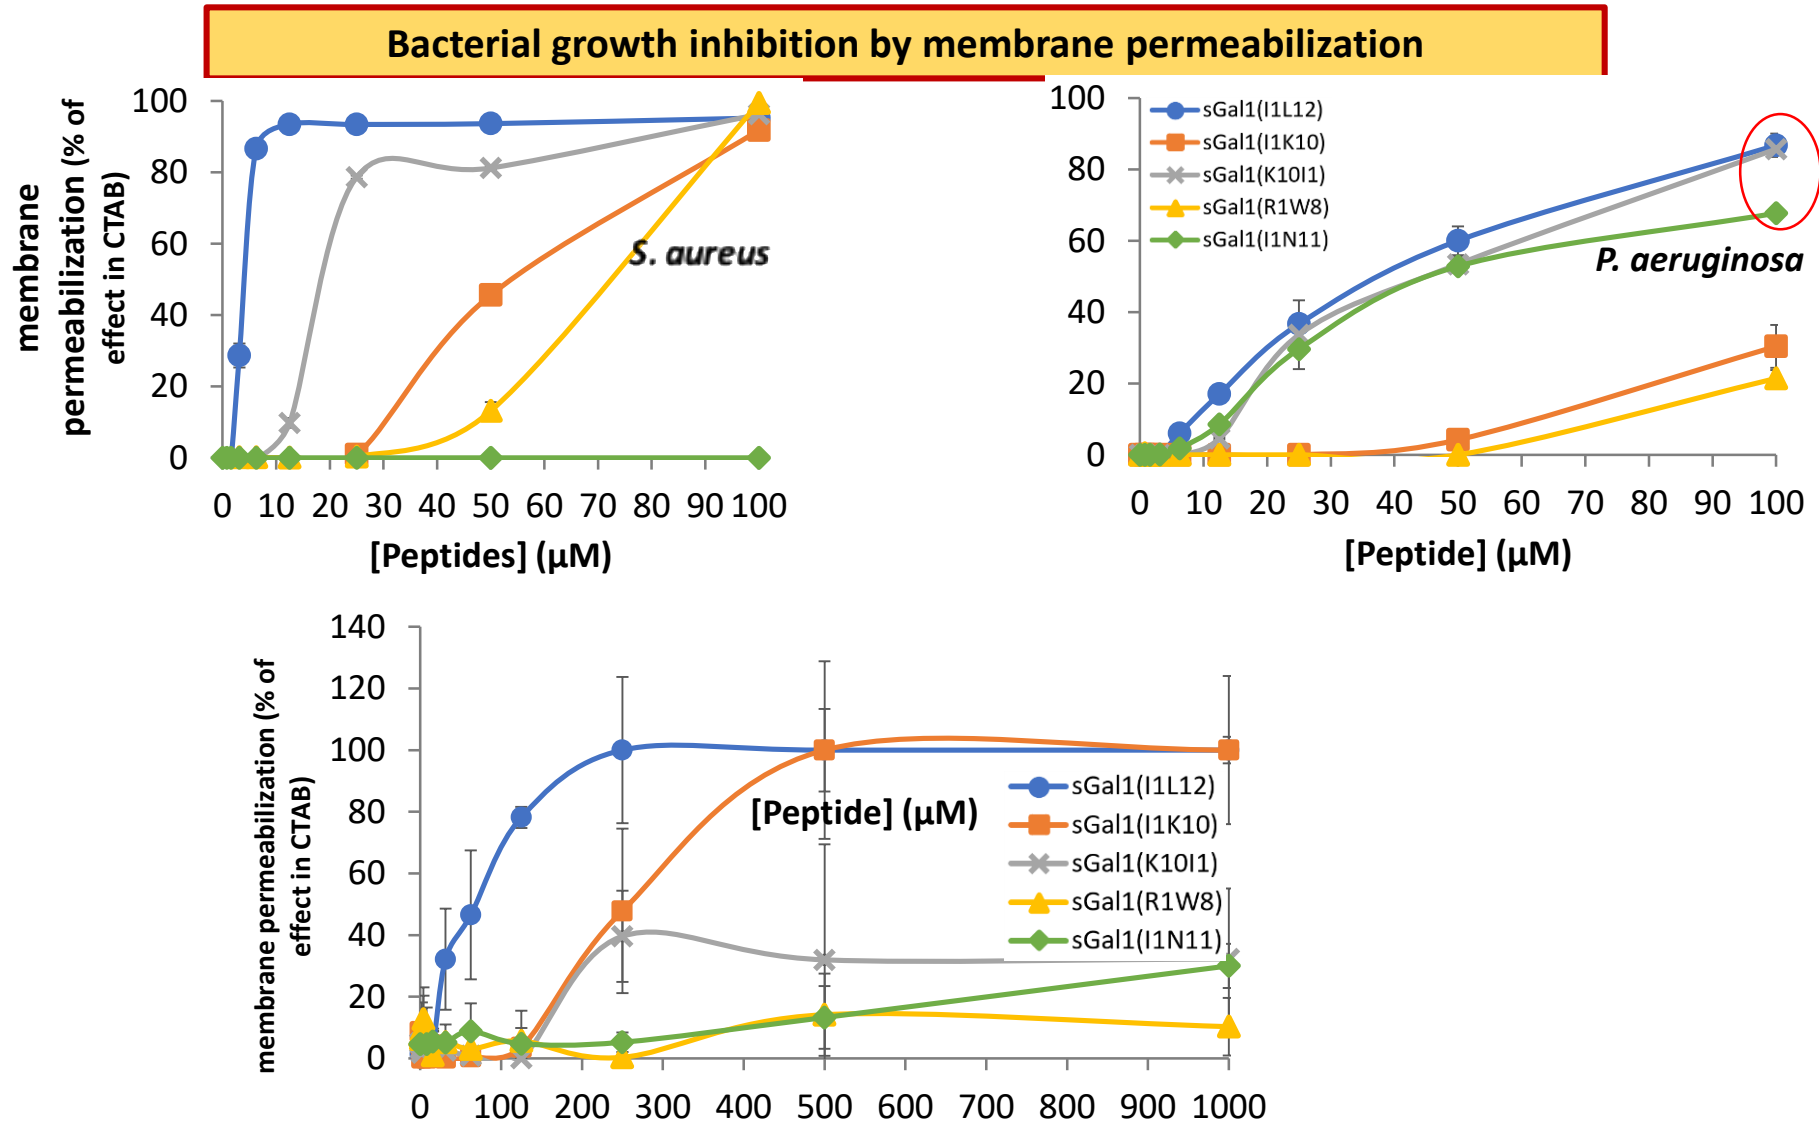 Bacterial growth inhibition by membrane permeabilization
membrane
permeabilization (% of
effect in CTAB)
100
80
60
40
20
0
S. aureus
0 10 20 30 40 50 60 70 80 90 100
[Peptides] (µM)
100
80
60
40
20
0
sGal1(I1L12)
sGal1(I1K10)
sGal1(K10I1)
sGal1(R1W8)
sGal1(I1N11)
P. aeruginosa
0 10 20 30 40 50 60 70 80 90 100
[Peptide] (µM)
membrane permeabilization (% of
effect in CTAB)
140
120
100
80
60
40
20
0
[Peptide] (µM)
sGal1(I1L12)
sGal1(I1K10)
sGal1(K10I1)
sGal1(R1W8)
sGal1(I1N11)
0 100 200 300 400 500 600 700 800 900 1000